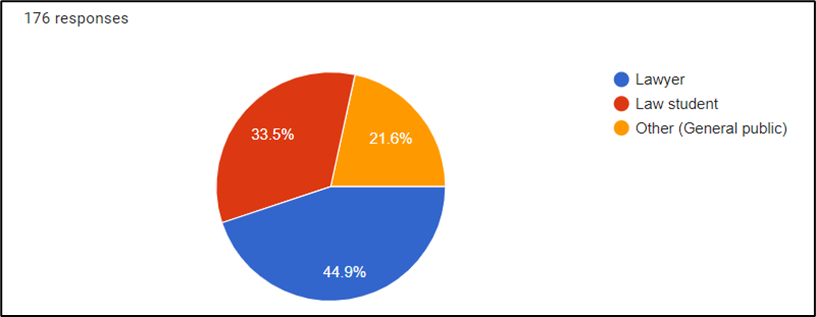 176 responses
Lawyer
Law student
Other (General public)
33.5%
21.6%
44.9%